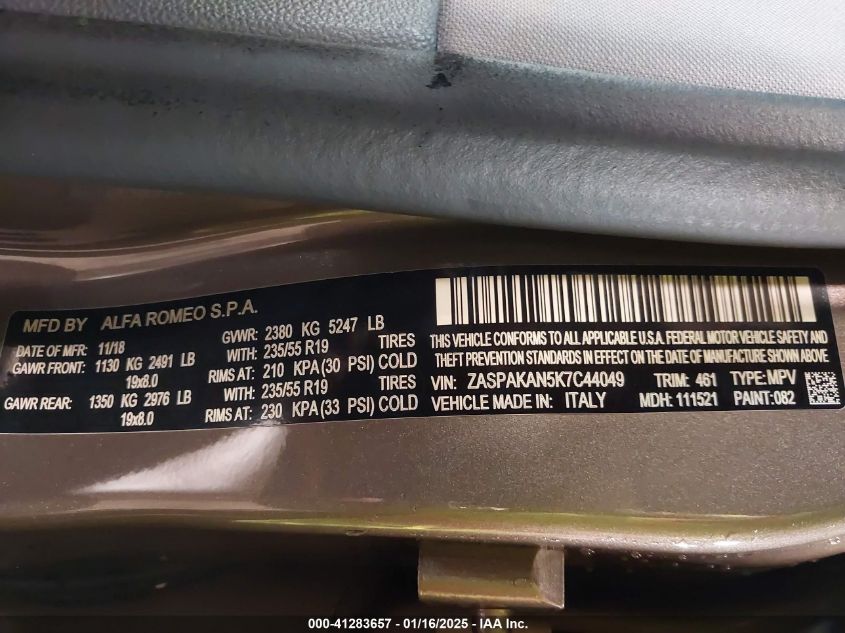 MFD BY ALFA ROMEO S.P.A.
DATE OF MFR: 11/18 GVWR: 2380 KG 5247 LB
GAWR FRONT: 1130 KG 2491 LB WITH: 235/55 R19 TIRES
19x8.0 RIMS AT: 210 KPA (30 PSI) COLD
GAWR REAR: 1350 KG 2976 LB WITH: 235/55 R19 TIRES
19x8.0 RIMS AT: 230 KPA (33 PSI) COLD
THIS VEHICLE CONFORMS TO ALL APPLICABLE U.S.A. FEDERAL MOTOR VEHICLE SAFETY AND
THEFT PREVENTION STANDARDS IN EFFECT ON THE DATE OF MANUFACTURE SHOWN ABOVE.
VIN: ZASPAKAN5K7C44049 TRIM: 461 TYPE: MPV
VEHICLE MADE IN: ITALY MDH: 111521 PAINT: 082
000-41283657 - 01/16/2025 - IAA Inc.